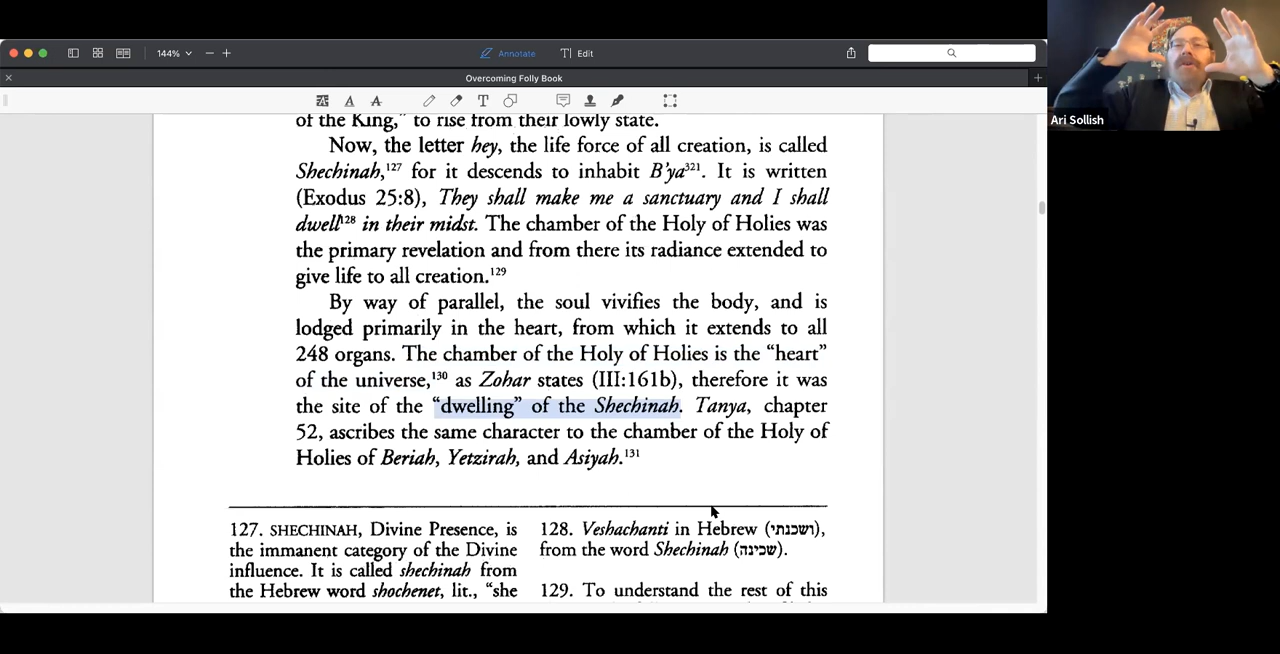 144%
Annotate
Edit
Overcoming Folly Book
Ari Sollish
of the King,” to rise from their lowly state.
Now, the letter hey, the life force of all creation, is called
Shechinah,¹²⁷ for it descends to inhabit B’ya³²¹. It is written
(Exodus 25:8), They shall make me a sanctuary and I shall
dwell¹²⁸ in their midst. The chamber of the Holy of Holies was
the primary revelation and from there its radiance extended to
give life to all creation.¹²⁹
By way of parallel, the soul vivifies the body, and is
lodged primarily in the heart, from which it extends to all
248 organs. The chamber of the Holy of Holies is the “heart”
of the universe,¹³⁰ as Zohar states (III:161b), therefore it was
the site of the “dwelling” of the Shechinah. Tanya, chapter
52, ascribes the same character to the chamber of the Holy of
Holies of Beriah, Yetzirah, and Asiyah.¹³¹
127. SHECHINAH, Divine Presence, is
the immanent category of the Divine
influence. It is called shechinah from
the Hebrew word shochenet, lit., “she
128. Veshachanti in Hebrew (ושכנתי),
from the word Shechinah (שכינה).
129. To understand the rest of this